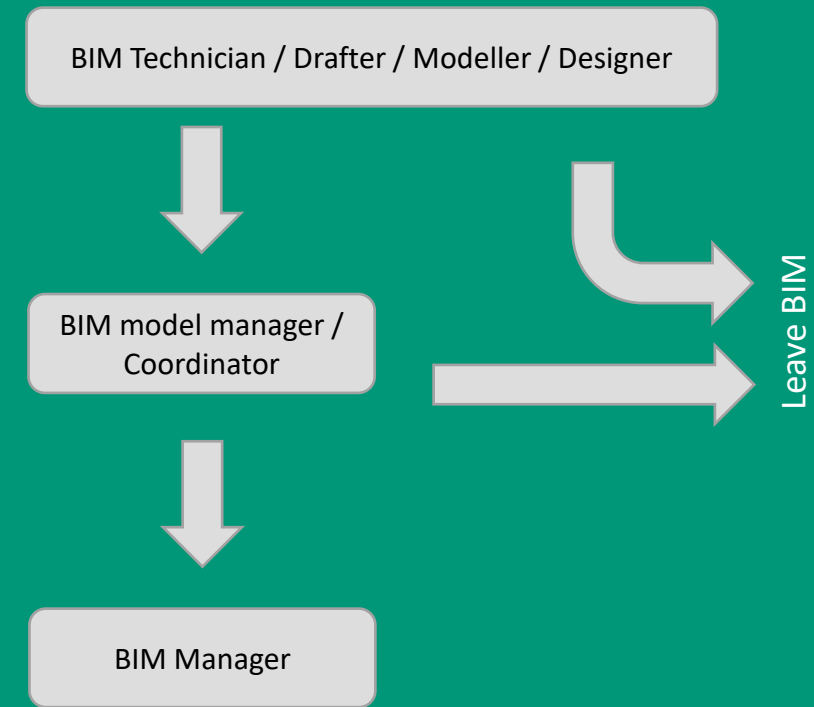 BIM Technician / Drafter / Modeller / Designer
BIM model manager /
Coordinator
Leave BIM
BIM Manager